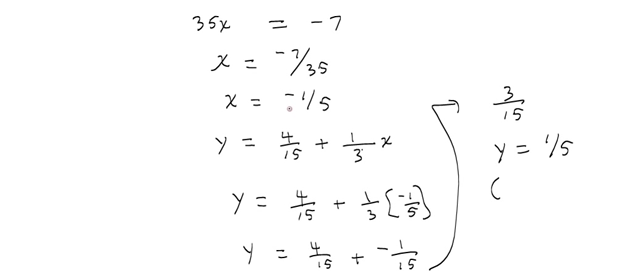 35x = -7
x = -7/35
x = -1/5
y = 4/15 + 1/3 x
y = 4/15 + 1/3 [-1/5]
y = 4/15 + -1/15
3/15
y = 1/5
(